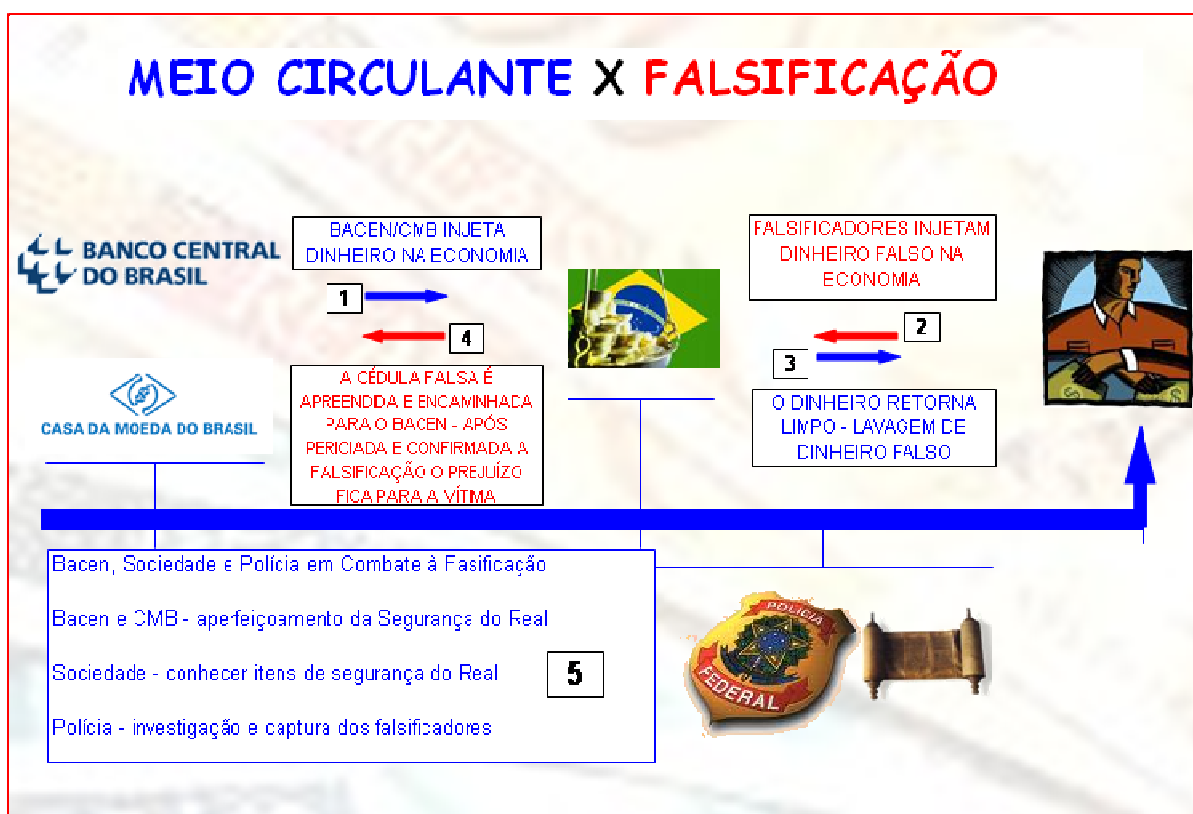 MEIO CIRCULANTE X FALSIFICAÇÃO
BANCO CENTRAL
DO BRASIL
BACEN/CMB INJETA
DINHEIRO NA ECONOMIA
1
4
FALSIFICADORES INJETAM
DINHEIRO FALSO NA
ECONOMIA
2
3
CASA DA MOEDA DO BRASIL
A CÉDULA FALSA É
APREENDIDA E ENCAMINHADA
PARA O BACEN - APÓS
PERICIADA E CONFIRMADA A
FALSIFICAÇÃO O PREJUÍZO
FICA PARA A VÍTIMA
O DINHEIRO RETORNA
LIMPO - LAVAGEM DE
DINHEIRO FALSO
Bacen, Sociedade e Polícia em Combate à Fasificação
Bacen e CMB - aperfeiçoamento da Segurança do Real
Sociedade - conhecer itens de segurança do Real
5
Polícia - investigação e captura dos falsificadores
POLÍCIA
FEDERAL